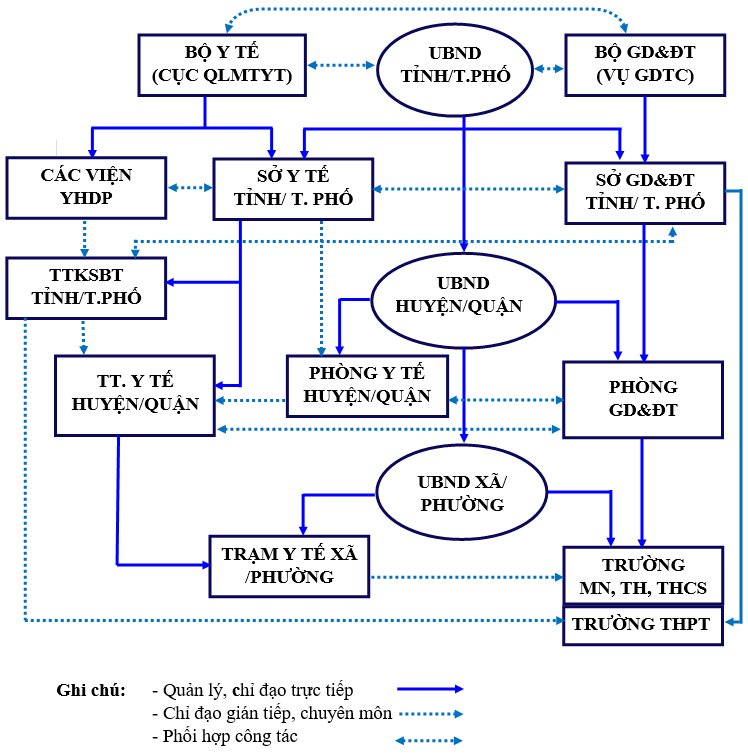 BỘ Y TẾ
(CỤC QLMTYT)
UBND
TỈNH/T.PHỐ
BỘ GD&ĐT
(VỤ GDTC)
CÁC VIỆN
YHDP
SỞ Y TẾ
TỈNH/ T. PHỐ
SỞ GD&ĐT
TỈNH/ T. PHỐ
TTKSBT
TỈNH/T.PHỐ
UBND
HUYỆN/QUẬN
TT. Y TẾ
HUYỆN/QUẬN
PHÒNG Y TẾ
HUYỆN/QUẬN
PHÒNG
GD&ĐT
UBND XÃ/
PHƯỜNG
TRẠM Y TẾ XÃ
/PHƯỜNG
TRƯỜNG
MN, TH, THCS
TRƯỜNG THPT
Ghi chú: - Quản lý, chỉ đạo trực tiếp
- Chỉ đạo gián tiếp, chuyên môn
- Phối hợp công tác